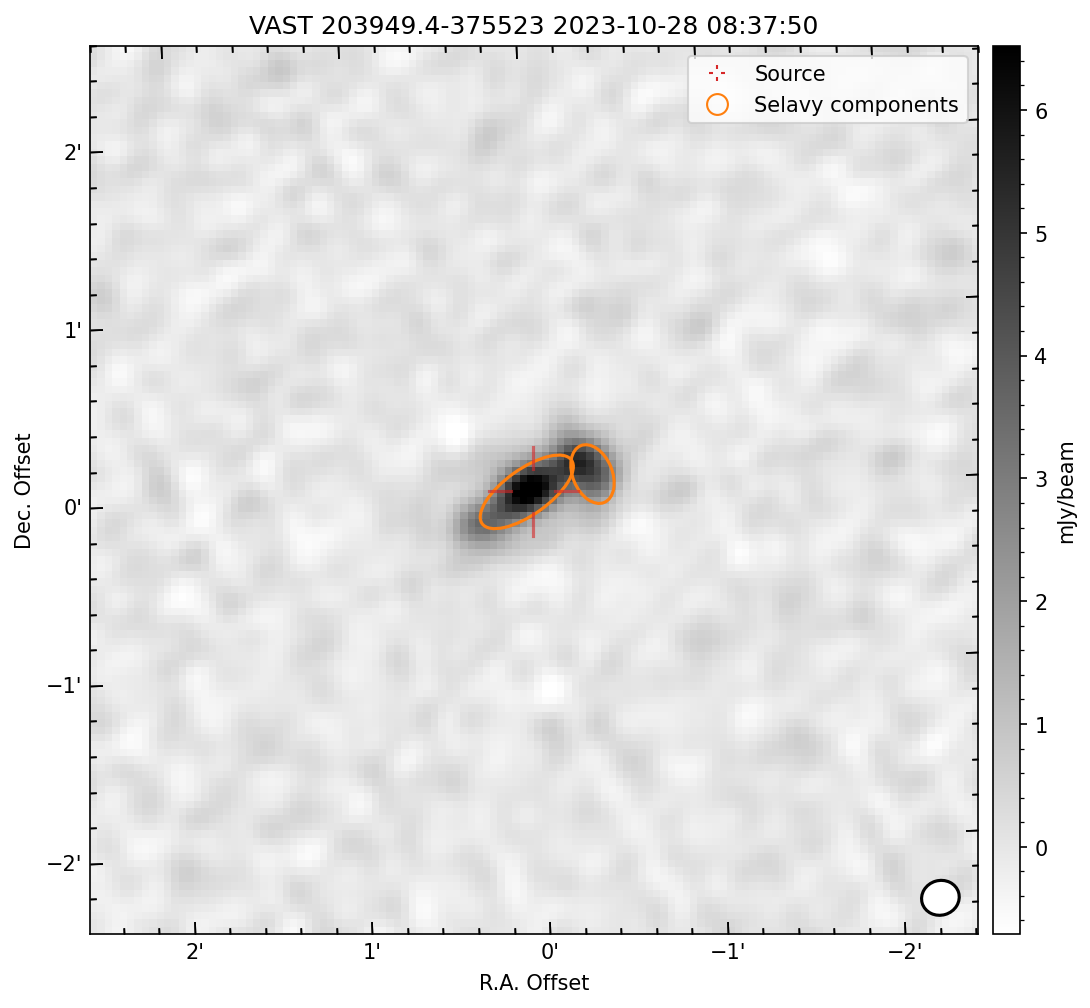 VAST 203949.4-375523 2023-10-28 08:37:50
Source
Selavy components
2'
1'
0'
−1'
−2'
Dec. Offset
2'
1'
0'
−1'
−2'
R.A. Offset
6
5
4
3
2
1
0
mJy/beam